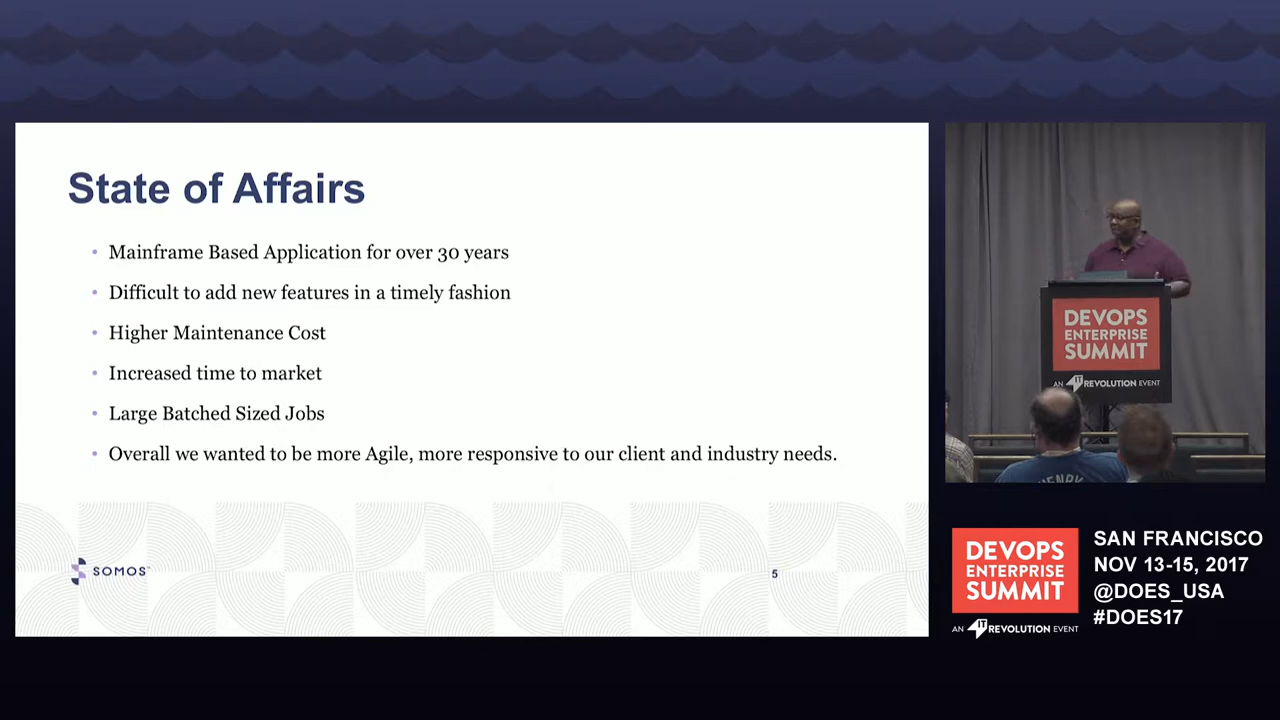 State of Affairs
• Mainframe Based Application for over 30 years
• Difficult to add new features in a timely fashion
• Higher Maintenance Cost
• Increased time to market
• Large Batched Sized Jobs
• Overall we wanted to be more Agile, more responsive to our client and industry needs.
SOMOS
5
DEVOPS
ENTERPRISE
SUMMIT
AN IT REVOLUTION EVENT
HENRY
DEVOPS
ENTERPRISE
SUMMIT
AN IT REVOLUTION EVENT
SAN FRANCISCO
NOV 13-15, 2017
@DOES_USA
#DOES17